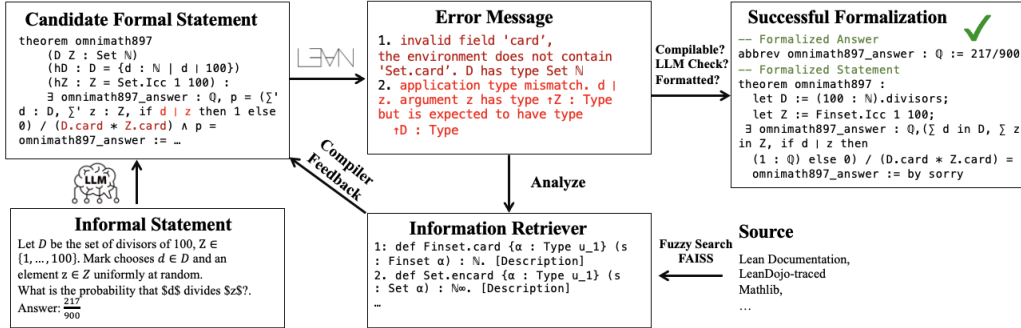 Candidate Formal Statement
theorem omnimath897
(D Z : Set ℕ)
(hD : D = {d : ℕ | d ∣ 100})
(hZ : Z = Set.Icc 1 100) :
∃ omnimath897_answer : ℚ, p = (∑'
d : D, ∑' z : Z, if d ∣ z then 1 else
0) / (D.card * Z.card) ∧ p =
omnimath897_answer := …
LEAN
Error Message
1. invalid field 'card',
the environment does not contain
'Set.card'. D has type Set ℕ
2. application type mismatch. d ∣
z. argument z has type ↑Z : Type
but is expected to have type
↑D : Type
Compilable?
LLM Check?
Formatted?
Successful Formalization
-- Formalized Answer
abbrev omnimath897_answer : ℚ := 217/900
-- Formalized Statement
theorem omnimath897 :
let D := (100 : ℕ).divisors;
let Z := Finset.Icc 1 100;
∃ omnimath897_answer : ℚ,(∑ d in D, ∑ z
in Z, if d ∣ z then
(1 : ℚ) else 0) / (D.card * Z.card) =
omnimath897_answer := by sorry
LLM
Compiler
Feedback
Analyze
Informal Statement
Let D be the set of divisors of 100, Z ∈
{1, … , 100}. Mark chooses d ∈ D and an
element z ∈ Z uniformly at random.
What is the probability that $d$ divides $z$?.
Answer: 217/900
Information Retriever
1: def Finset.card {α : Type u_1} (s
: Finset α) : ℕ. [Description]
2. def Set.encard {α : Type u_1} (s
: Set α) : ℕ∞. [Description]
…
Fuzzy Search
FAISS
Source
Lean Documentation,
LeanDojo-traced
Mathlib,
…